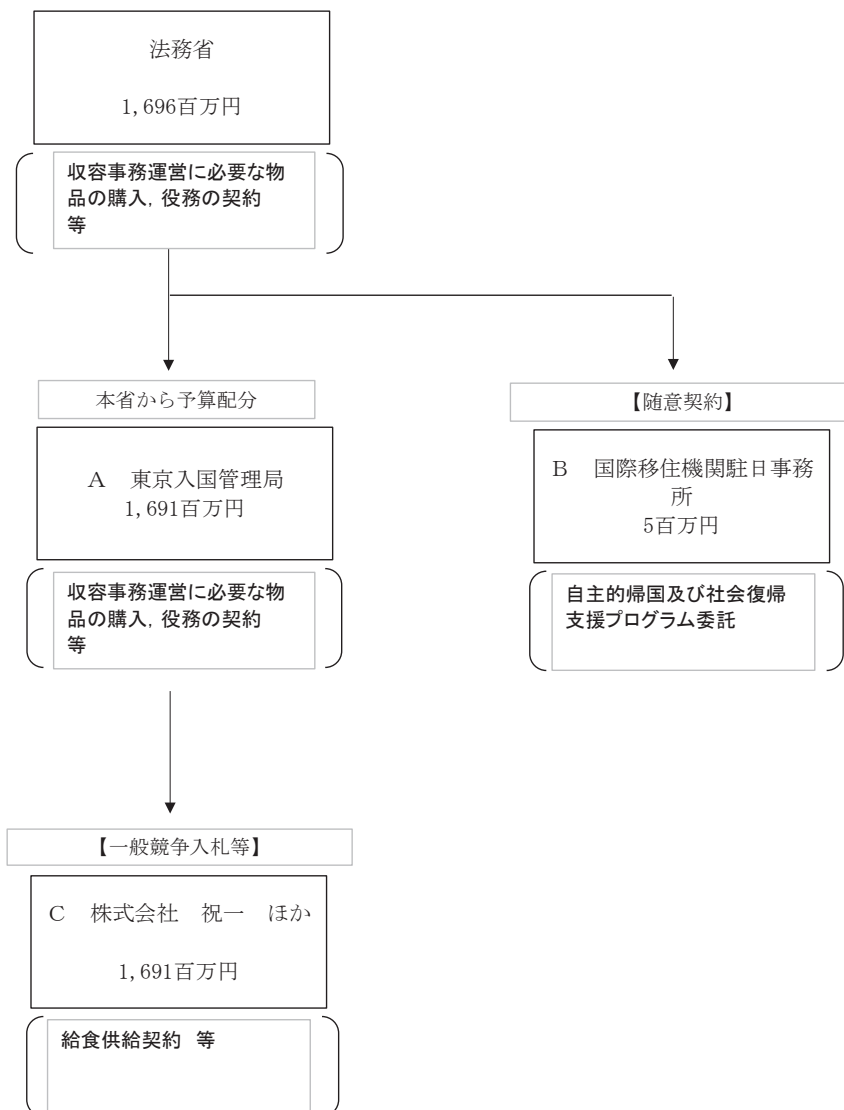 法務省
1,696百万円
収容事務運営に必要な物
品の購入，役務の契約
等
本省から予算配分
A　東京入国管理局
1,691百万円
収容事務運営に必要な物
品の購入，役務の契約
等
【随意契約】
B　国際移住機関駐日事務
所
5百万円
自主的帰国及び社会復帰
支援プログラム委託
【一般競争入札等】
C　株式会社　祝一　ほか
1,691百万円
給食供給契約　等